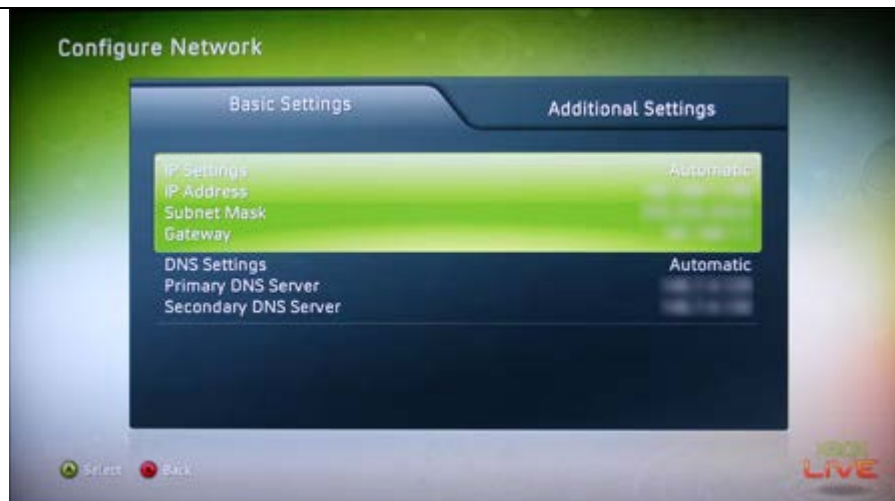 Configure Network
Basic Settings
Additional Settings
IP Settings Automatic
IP Address
Subnet Mask
Gateway
DNS Settings Automatic
Primary DNS Server
Secondary DNS Server
Select Back
XBOX
LIVE